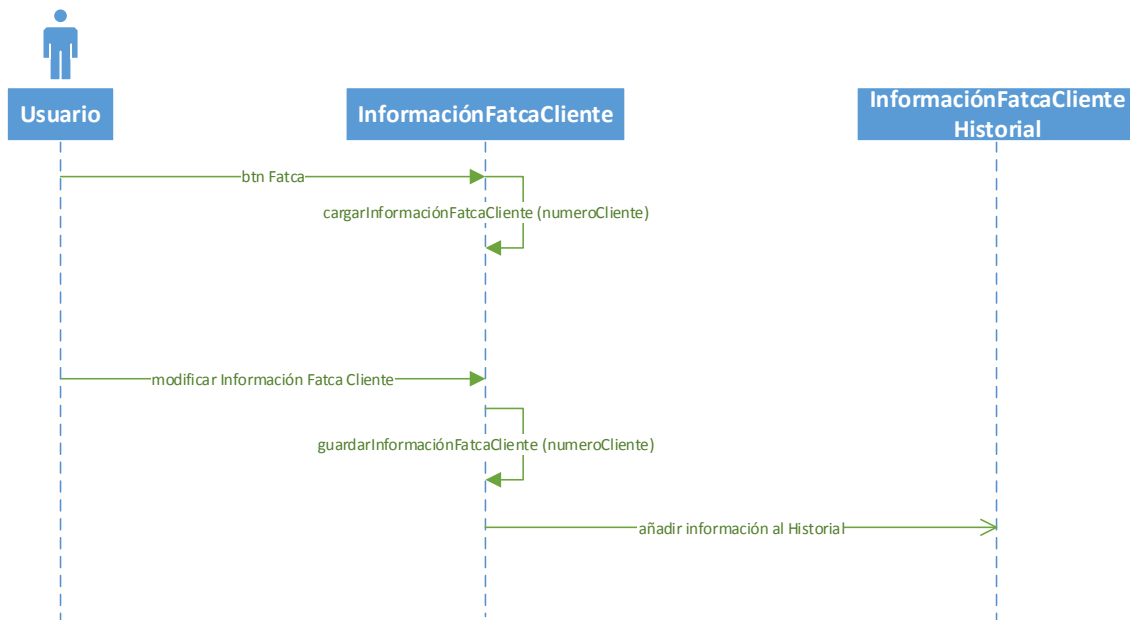 Usuario
InformaciónFatcaCliente
InformaciónFatcaCliente
Historial
btn Fatca
cargarInformaciónFatcaCliente (numeroCliente)
modificar Información Fatca Cliente
guardarInformaciónFatcaCliente (numeroCliente)
añadir información al Historial